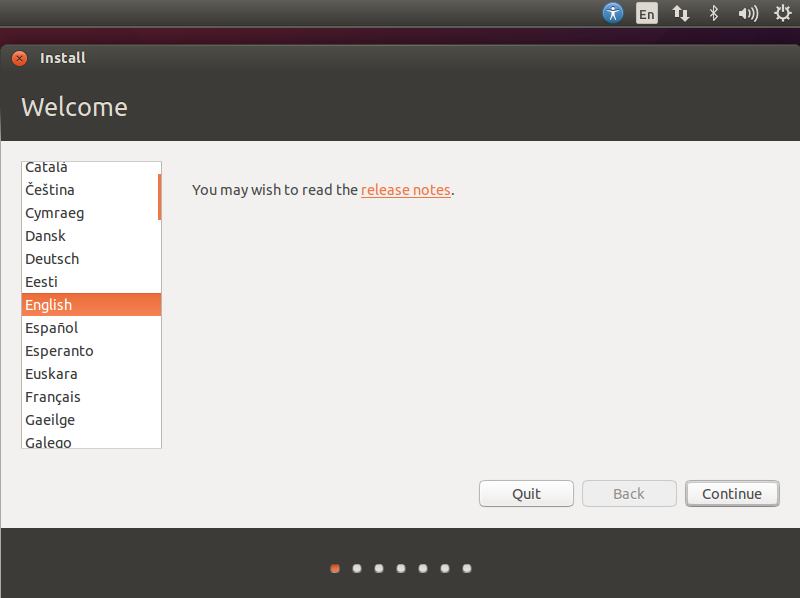 En
Install
Welcome
Català
Čeština
Cymraeg
Dansk
Deutsch
Eesti
English
Español
Esperanto
Euskara
Français
Gaeilge
Galego
You may wish to read the release notes.
Quit
Back
Continue